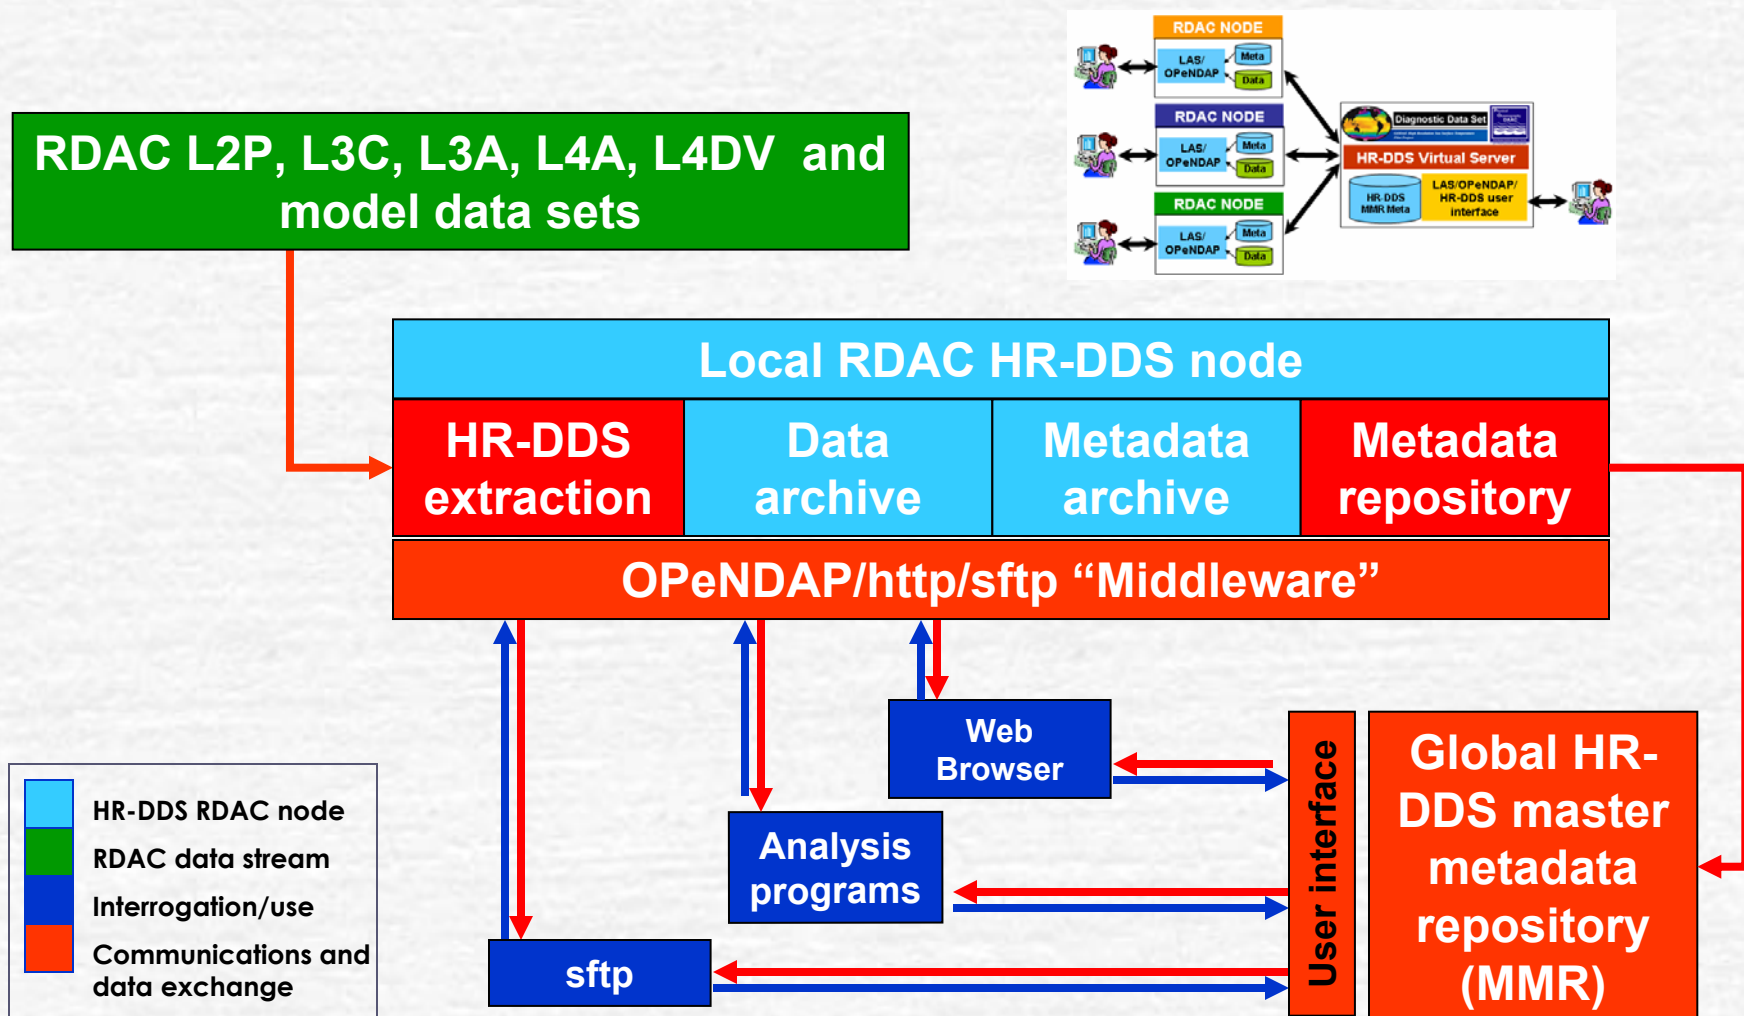 RDAC NODE
LAS/
OPeNDAP
Meta
Data
RDAC NODE
LAS/
OPeNDAP
Meta
Data
RDAC NODE
LAS/
OPeNDAP
Meta
Data
Diagnostic Data Set
HR-DDS Virtual Server
HR-DDS
MMR Meta
LAS/OPeNDAP/
HR-DDS user
interface
RDAC L2P, L3C, L3A, L4A, L4DV and
model data sets
Local RDAC HR-DDS node
HR-DDS
extraction
Data
archive
Metadata
archive
Metadata
repository
OPeNDAP/http/sftp “Middleware”
Web
Browser
Analysis
programs
sftp
User interface
Global HR-
DDS master
metadata
repository
(MMR)
HR-DDS RDAC node
RDAC data stream
Interrogation/use
Communications and
data exchange